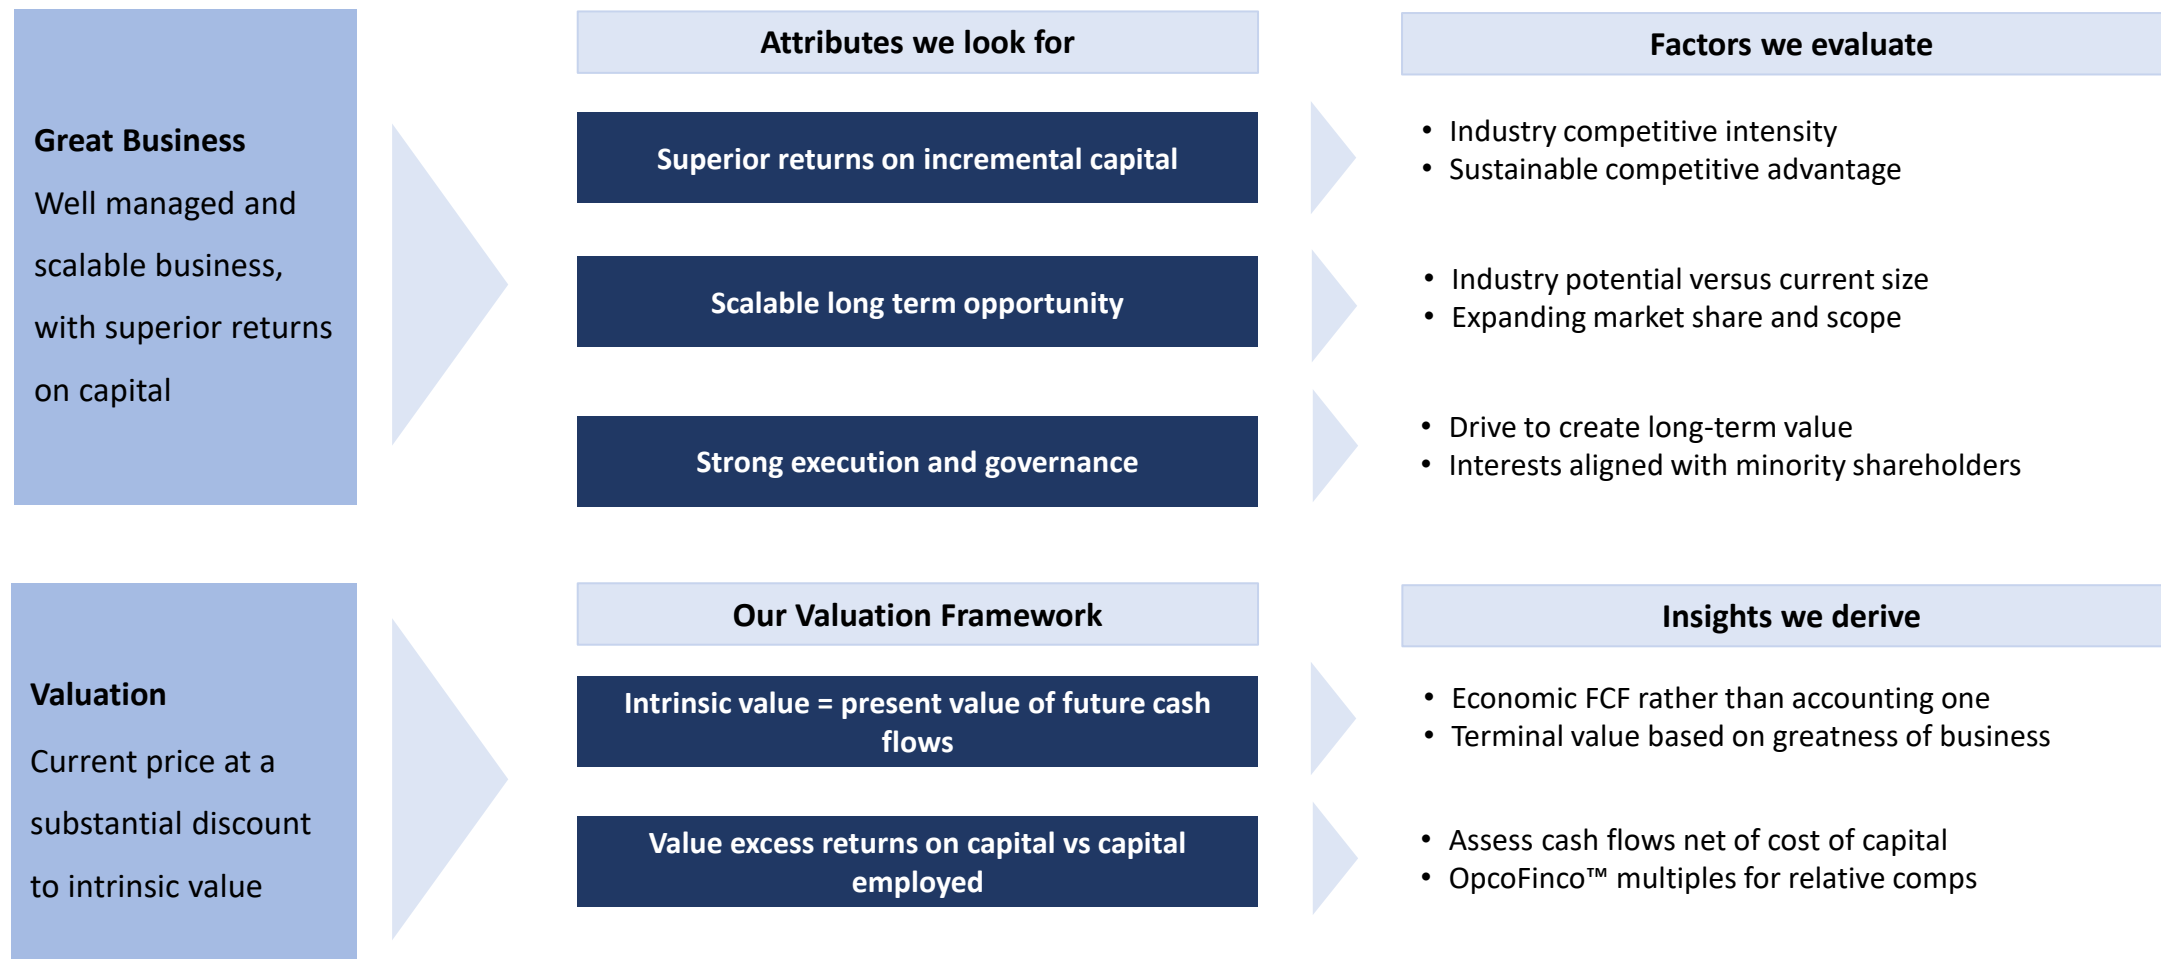 Great Business
Well managed and
scalable business,
with superior returns
on capital
Attributes we look for
Superior returns on incremental capital
Scalable long term opportunity
Strong execution and governance
Factors we evaluate
• Industry competitive intensity
• Sustainable competitive advantage
• Industry potential versus current size
• Expanding market share and scope
• Drive to create long-term value
• Interests aligned with minority shareholders
Valuation
Current price at a
substantial discount
to intrinsic value
Our Valuation Framework
Intrinsic value = present value of future cash
flows
Value excess returns on capital vs capital
employed
Insights we derive
• Economic FCF rather than accounting one
• Terminal value based on greatness of business
• Assess cash flows net of cost of capital
• OpcoFinco™ multiples for relative comps